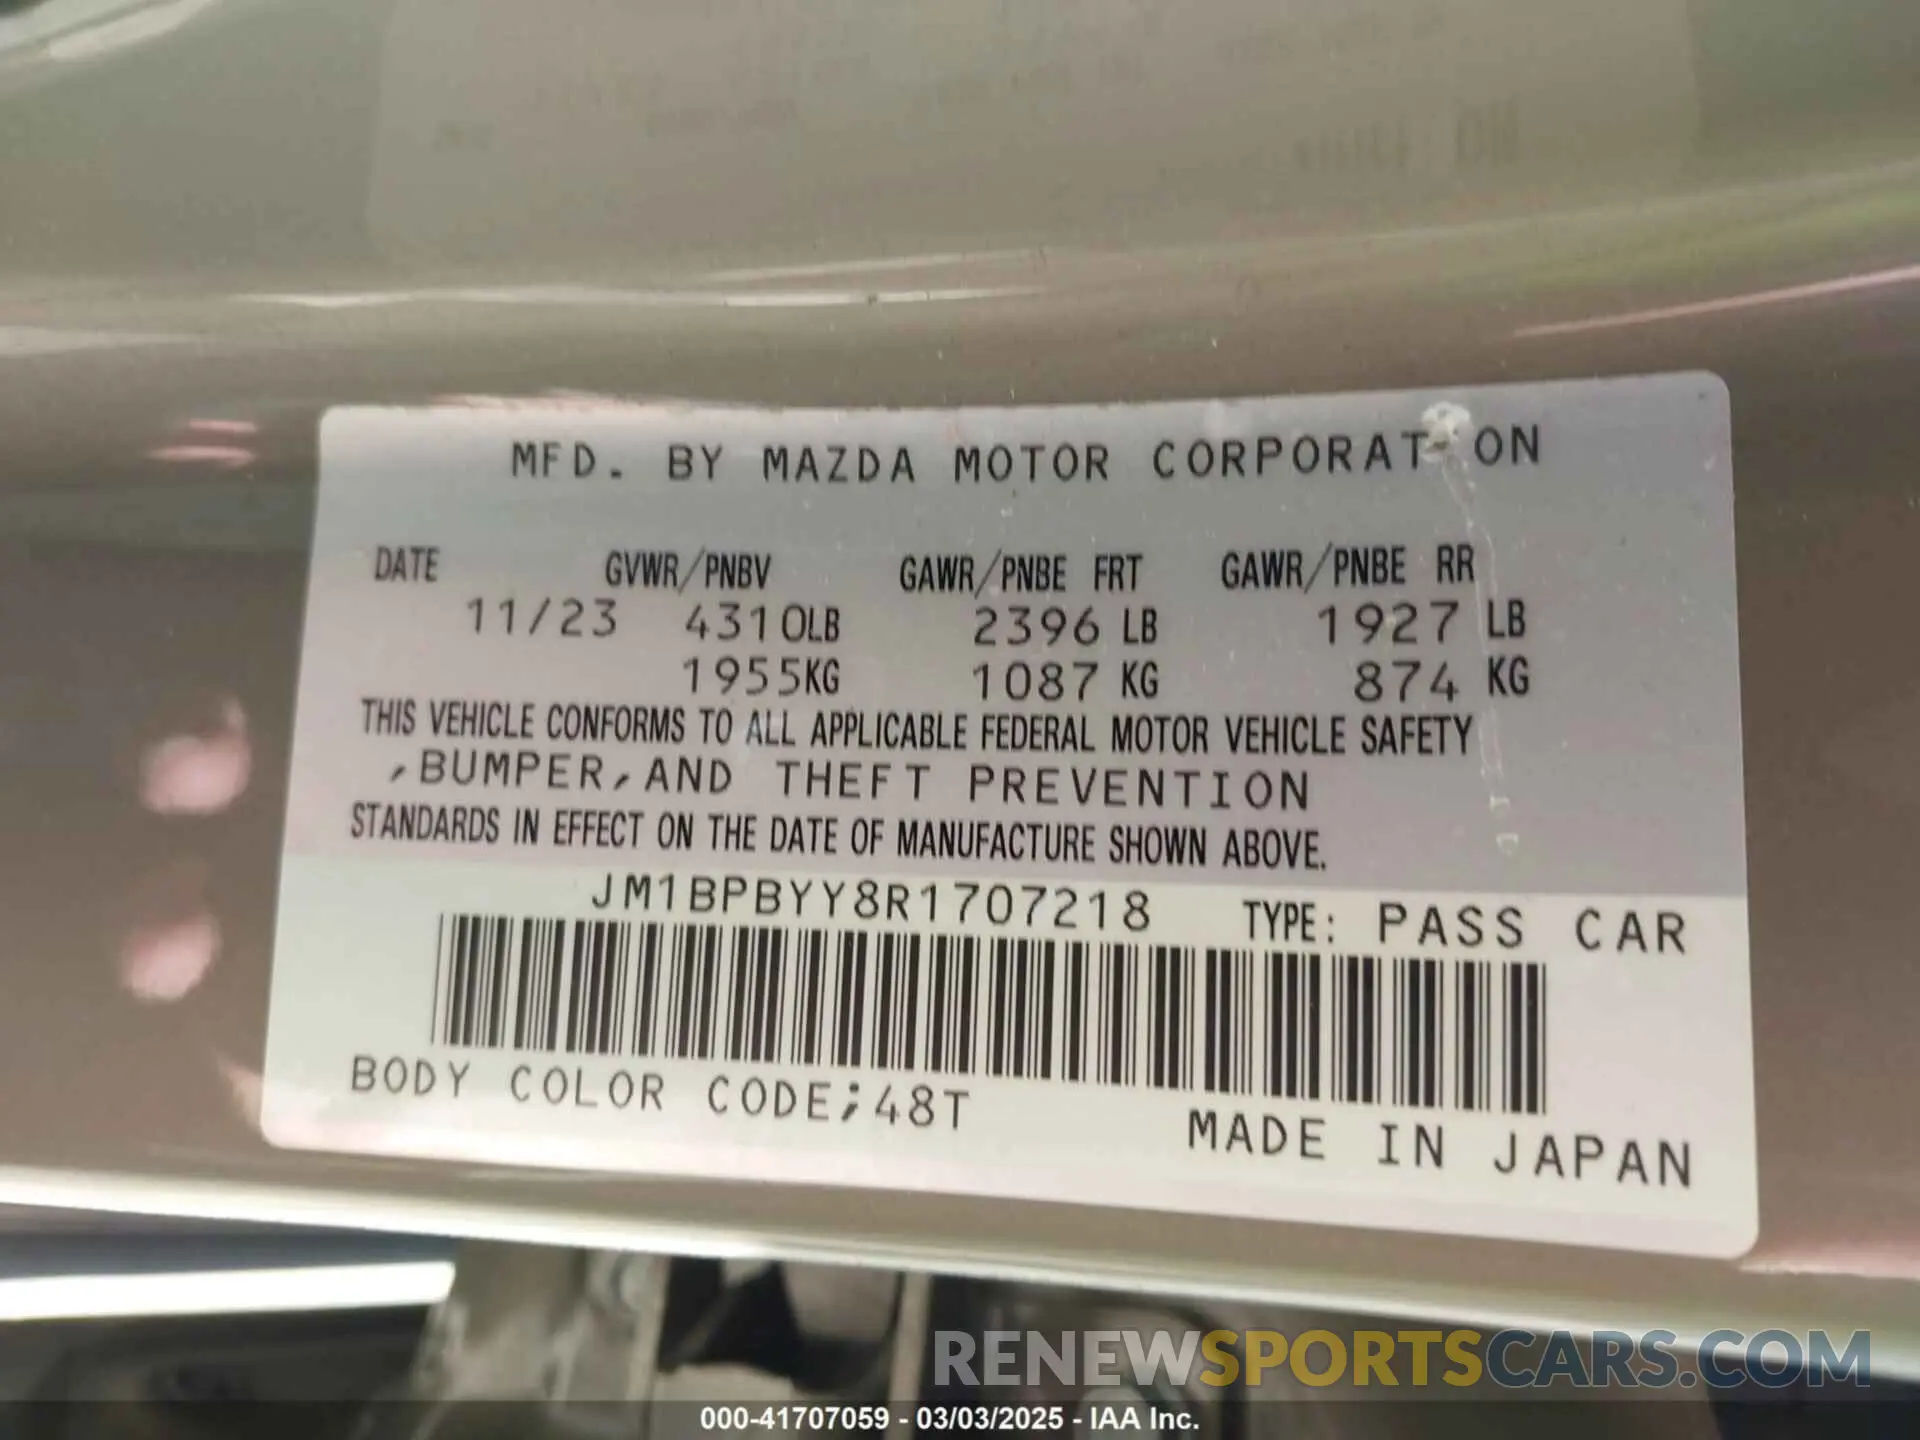 MFD. BY MAZDA MOTOR CORPORAT ON
DATE GVWR/PNBV GAWR/PNBE FRT GAWR/PNBE RR
11/23 4310LB 2396 LB 1927 LB
1955KG 1087 KG 874 KG
THIS VEHICLE CONFORMS TO ALL APPLICABLE FEDERAL MOTOR VEHICLE SAFETY
,BUMPER,AND THEFT PREVENTION
STANDARDS IN EFFECT ON THE DATE OF MANUFACTURE SHOWN ABOVE.
JM1BPBYY8R1707218 TYPE: PASS CAR
BODY COLOR CODE;48T
MADE IN JAPAN
RENEWSPORTSCARS.COM
000-41707059 - 03/03/2025 - IAA Inc.